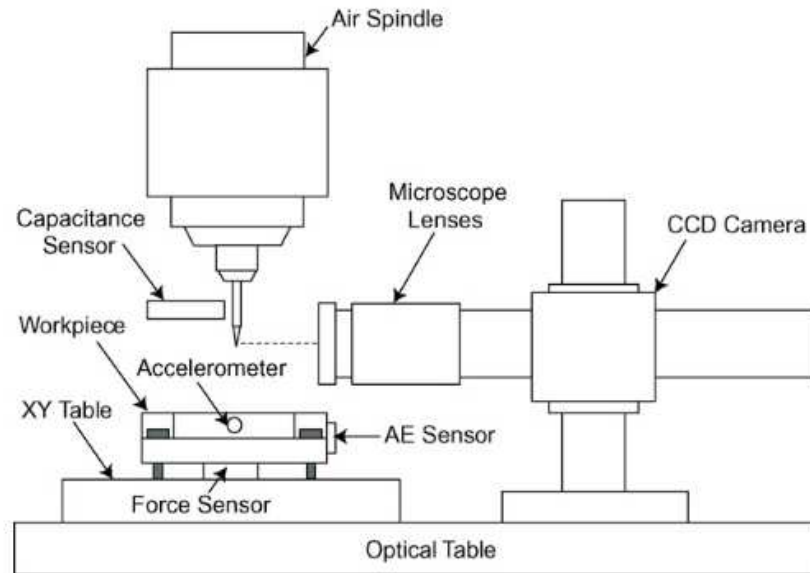 Air Spindle
Microscope
Lenses
Capacitance
Sensor
CCD Camera
Workpiece
Accelerometer
XY Table
AE Sensor
Force Sensor
Optical Table